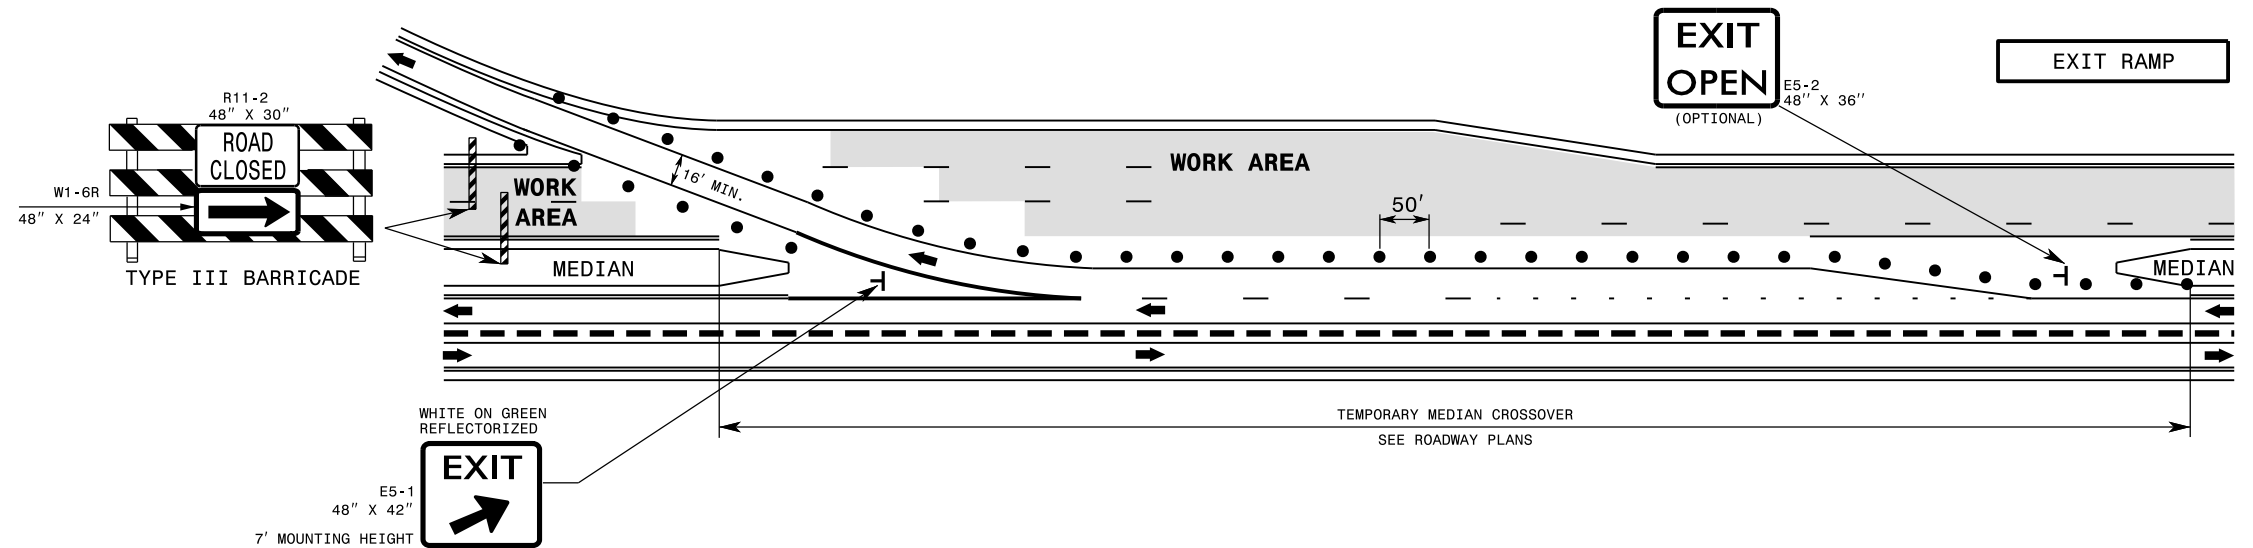 EXIT
OPEN
E5-2
48" X 36"
(OPTIONAL)
EXIT RAMP
R11-2
48" X 30"
ROAD
CLOSED
W1-6R
48" X 24"
TYPE III BARRICADE
WORK
AREA
MEDIAN
16' MIN.
WORK AREA
50'
MEDIAN
WHITE ON GREEN
REFLECTORIZED
EXIT
E5-1
48" X 42"
7' MOUNTING HEIGHT
TEMPORARY MEDIAN CROSSOVER
SEE ROADWAY PLANS